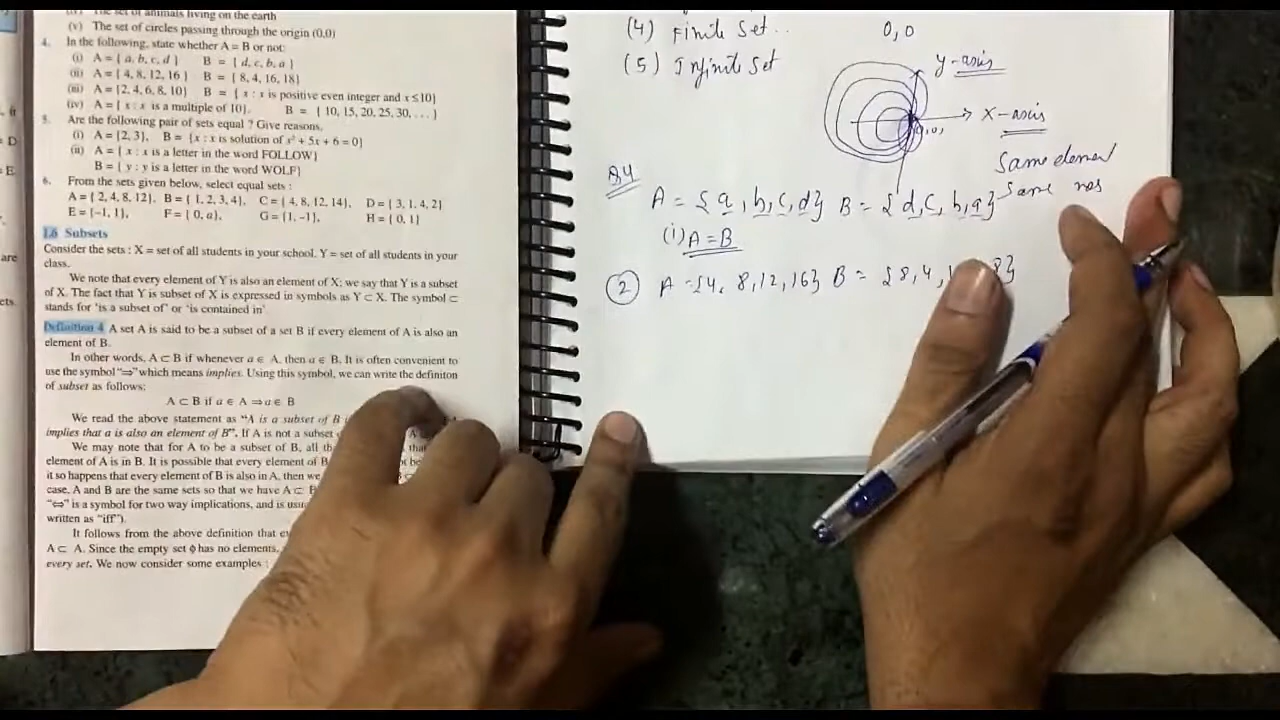 The set of animals living on the earth
(v) The set of circles passing through the origin (0,0)
4. In the following, state whether A = B or not:
(i) A = { a, b, c, d } B = { d, c, b, a }
(ii) A = { 4, 8, 12, 16 } B = { 8, 4, 16, 18}
(iii) A = {2, 4, 6, 8, 10} B = { x : x is positive even integer and x ≤ 10}
(iv) A = { x : x is a multiple of 10}, B = { 10, 15, 20, 25, 30, . . . }
5. Are the following pair of sets equal ? Give reasons.
(i) A = {2, 3}, B = {x : x is solution of x² + 5x + 6 = 0}
(ii) A = { x : x is a letter in the word FOLLOW}
B = { y : y is a letter in the word WOLF}
6. From the sets given below, select equal sets :
A = { 2, 4, 8, 12}, B = { 1, 2, 3, 4}, C = { 4, 8, 12, 14}, D = { 3, 1, 4, 2}
E = {–1, 1}, F = { 0, a}, G = {1, –1}, H = { 0, 1}
1.6 Subsets
Consider the sets : X = set of all students in your school, Y = set of all students in your
class.
We note that every element of Y is also an element of X; we say that Y is a subset
of X. The fact that Y is subset of X is expressed in symbols as Y ⊂ X. The symbol ⊂
stands for 'is a subset of' or 'is contained in'.
Definition 4 A set A is said to be a subset of a set B if every element of A is also an
element of B.
In other words, A ⊂ B if whenever a ∈ A, then a ∈ B. It is often convenient to
use the symbol "⇒" which means implies. Using this symbol, we can write the definiton
of subset as follows:
A ⊂ B if a ∈ A ⇒ a ∈ B
We read the above statement as "A is a subset of B
implies that a is also an element of B". If A is not a subset
We may note that for A to be a subset of B, all
element of A is in B. It is possible that every element of B
it so happens that every element of B is also in A, then we
case, A and B are the same sets so that we have A ⊂
"⇔" is a symbol for two way implications, and is
written as "iff").
It follows from the above definition that
A ⊂ A. Since the empty set φ has no elements,
every set. We now consider some examples :
= D
= E
are
ets
(4) Finite Set..
(5) Infinite Set
0, 0
Y-axis
X-axis
Same element
Same nos
Q4
A = {a, b, c, d} B = {d, c, b, a}
(i) A = B
2 A = {4, 8, 12, 16} B = {8, 4, 1 8}